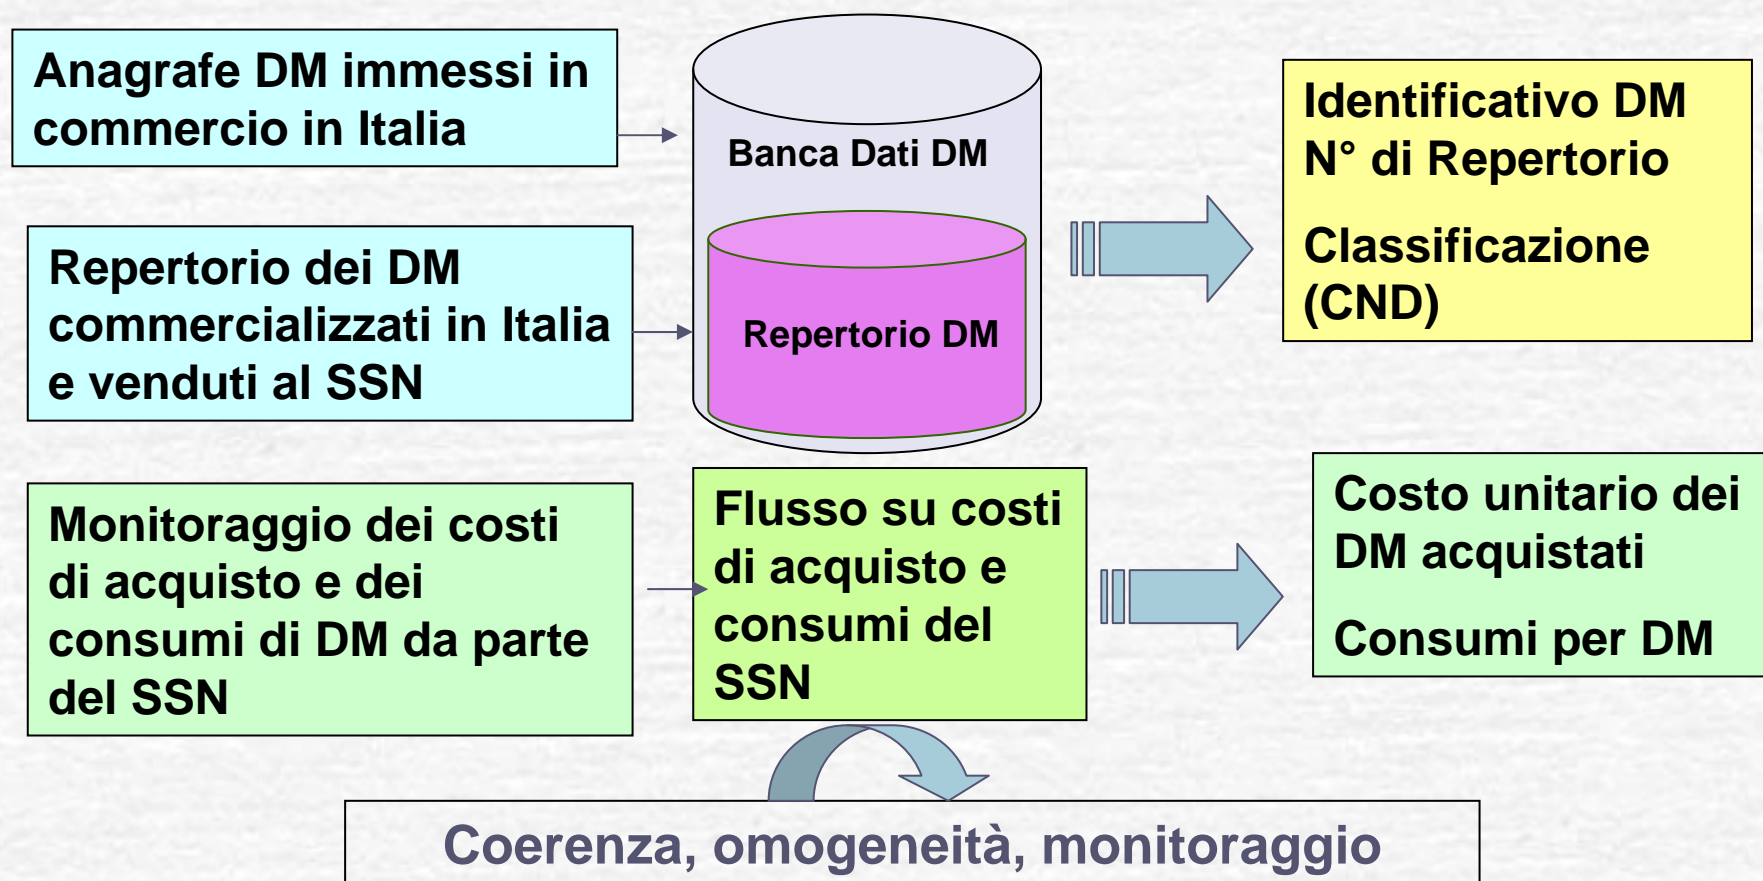 Anagrafe DM immessi in
commercio in Italia
Banca Dati DM
Identificativo DM
N° di Repertorio
Classificazione
(CND)
Repertorio dei DM
commercializzati in Italia
e venduti al SSN
Repertorio DM
Monitoraggio dei costi
di acquisto e dei
consumi di DM da parte
del SSN
Flusso su costi
di acquisto e
consumi del
SSN
Costo unitario dei
DM acquistati
Consumi per DM
Coerenza, omogeneità, monitoraggio